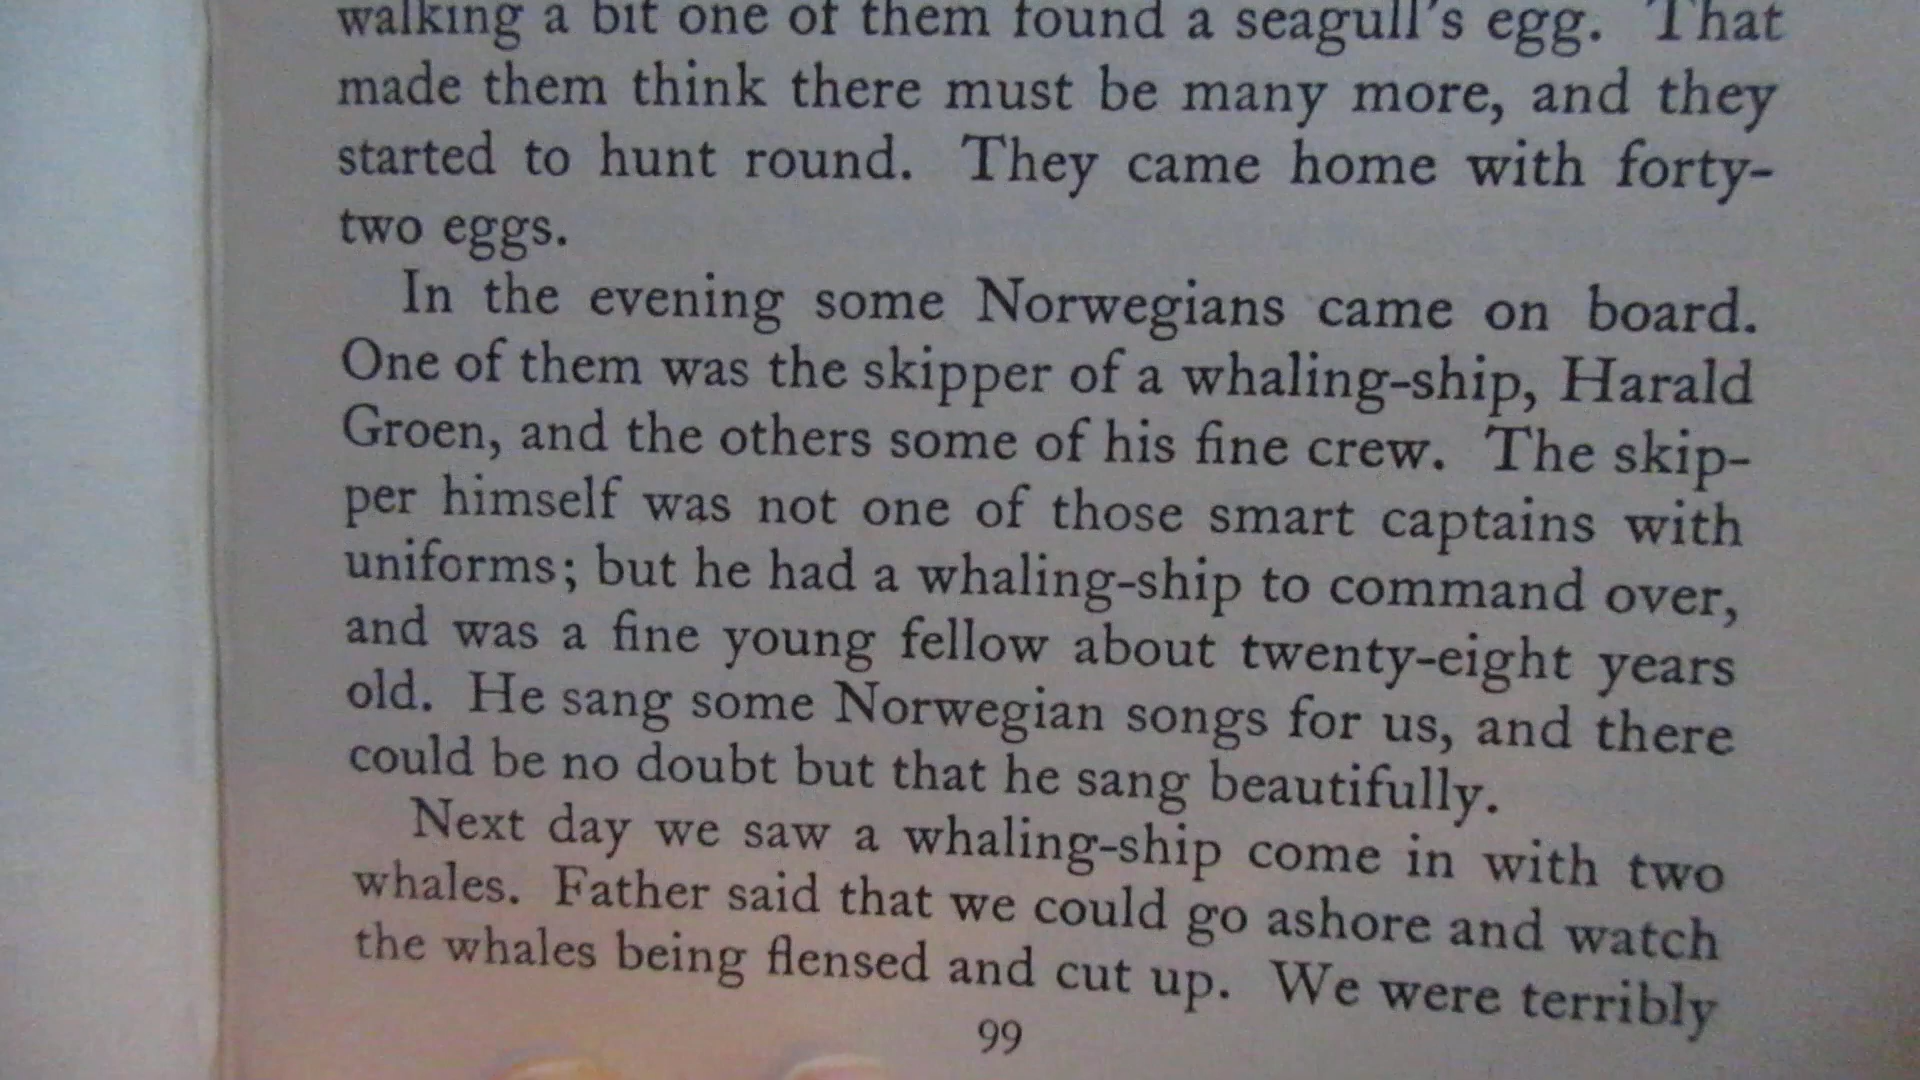 walking a bit one of them found a seagull's egg. That
made them think there must be many more, and they
started to hunt round. They came home with forty-
two eggs.
In the evening some Norwegians came on board.
One of them was the skipper of a whaling-ship, Harald
Groen, and the others some of his fine crew. The skip-
per himself was not one of those smart captains with
uniforms; but he had a whaling-ship to command over,
and was a fine young fellow about twenty-eight years
old. He sang some Norwegian songs for us, and there
could be no doubt but that he sang beautifully.
Next day we saw a whaling-ship come in with two
whales. Father said that we could go ashore and watch
the whales being flensed and cut up. We were terribly
99